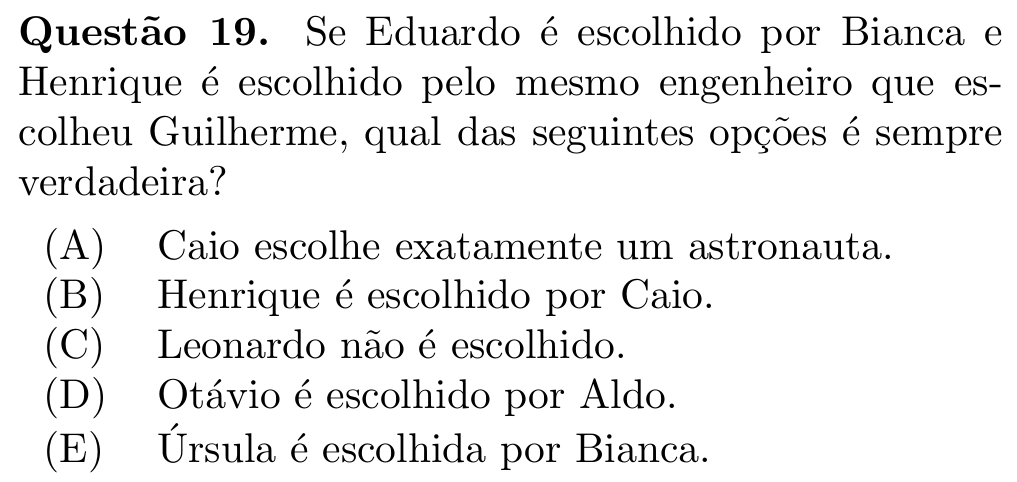 Questão 19. Se Eduardo é escolhido por Bianca e
Henrique é escolhido pelo mesmo engenheiro que es-
colheu Guilherme, qual das seguintes opções é sempre
verdadeira?
(A) Caio escolhe exatamente um astronauta.
(B) Henrique é escolhido por Caio.
(C) Leonardo não é escolhido.
(D) Otávio é escolhido por Aldo.
(E) Úrsula é escolhida por Bianca.